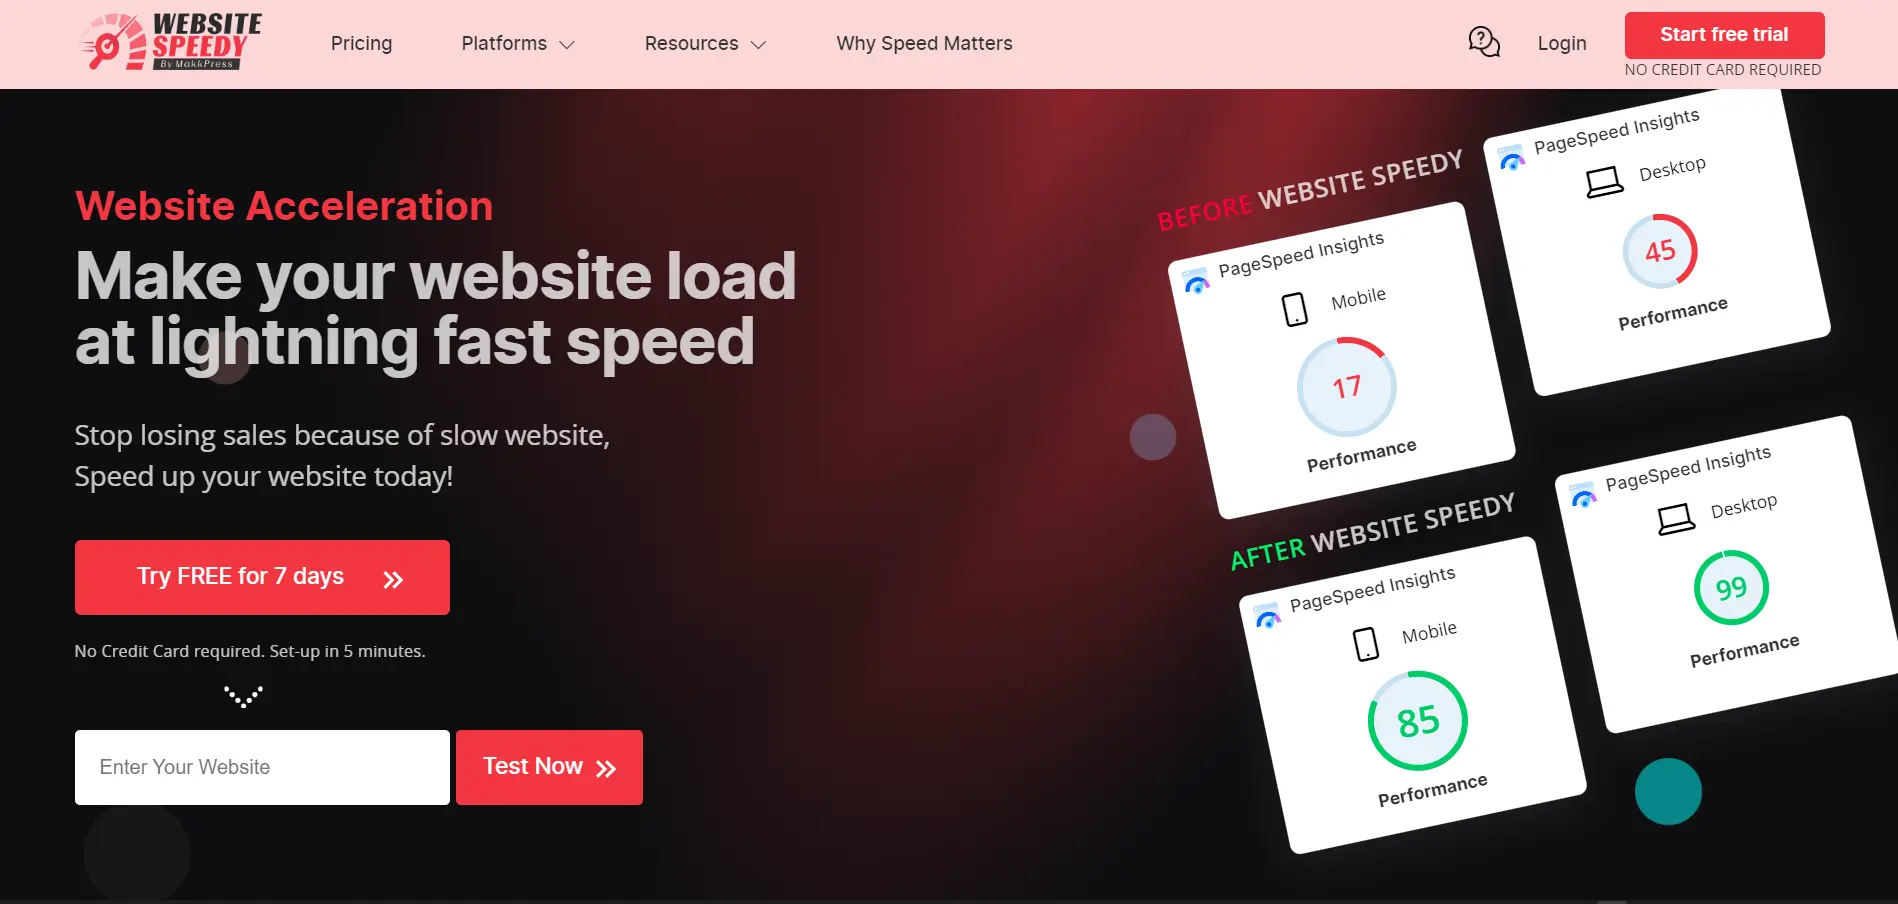 WEBSITE
SPEEDY
By MakkPress
Pricing
Platforms
Resources
Why Speed Matters
Login
Start free trial
NO CREDIT CARD REQUIRED
Website Acceleration
Make your website load
at lightning fast speed
Stop losing sales because of slow website,
Speed up your website today!
Try FREE for 7 days
No Credit Card required. Set-up in 5 minutes.
Enter Your Website
Test Now
BEFORE WEBSITE SPEEDY
PageSpeed Insights
Mobile
17
Performance
PageSpeed Insights
Desktop
45
Performance
AFTER WEBSITE SPEEDY
PageSpeed Insights
Mobile
85
Performance
PageSpeed Insights
Desktop
99
Performance